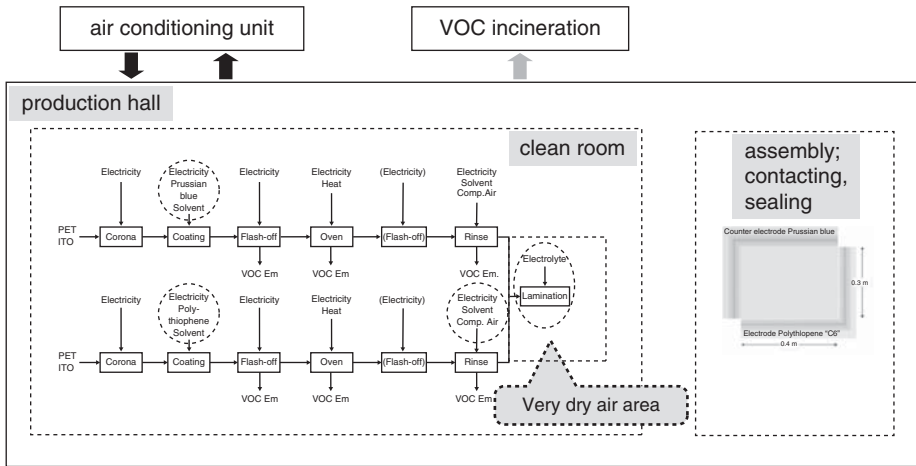 air conditioning unit
VOC incineration
production hall
clean room
assembly;
contacting,
sealing
Electricity
Electricity
Prussian
blue
Solvent
Electricity
Electricity
Heat
(Electricity)
Electricity
Solvent
Comp.Air
PET
ITO
Corona
Coating
Flash-off
Oven
(Flash-off)
Rinse
VOC Em
VOC Em
VOC Em.
Electrolyte
Lamination
Electricity
Electricity
Poly-
thiophene
Solvent
Electricity
Electricity
Heat
(Electricity)
Electricity
Solvent
Comp. Air
PET
ITO
Corona
Coating
Flash-off
Oven
(Flash-off)
Rinse
VOC Em
VOC Em
VOC Em
Very dry air area
Counter electrode Prussian blue
0.3 m
Electrode Polythlopene "C6"
0.4 m